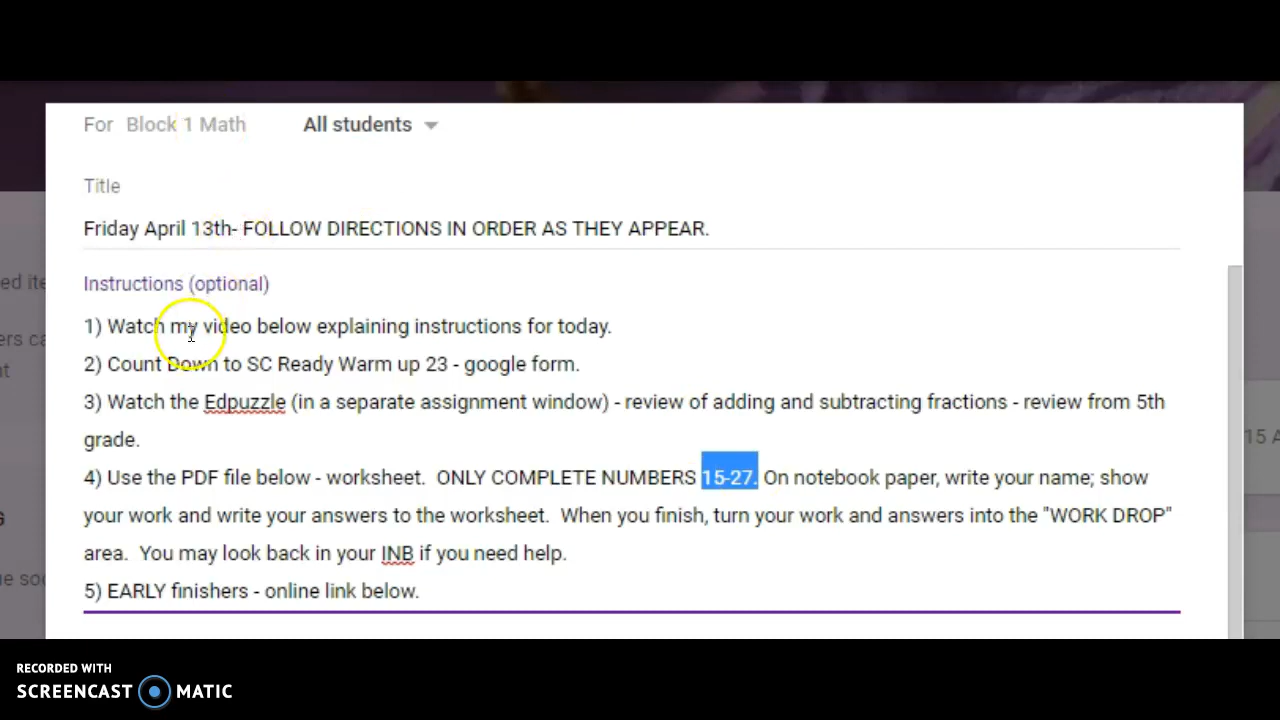 For Block 1 Math All students
Title
Friday April 13th- FOLLOW DIRECTIONS IN ORDER AS THEY APPEAR.
Instructions (optional)
1) Watch my video below explaining instructions for today.
2) Count Down to SC Ready Warm up 23 - google form.
3) Watch the Edpuzzle (in a separate assignment window) - review of adding and subtracting fractions - review from 5th
grade.
4) Use the PDF file below - worksheet.  ONLY COMPLETE NUMBERS 15-27. On notebook paper, write your name; show
your work and write your answers to the worksheet.  When you finish, turn your work and answers into the "WORK DROP"
area.  You may look back in your INB if you need help.
5) EARLY finishers - online link below.
RECORDED WITH
SCREENCAST MATIC